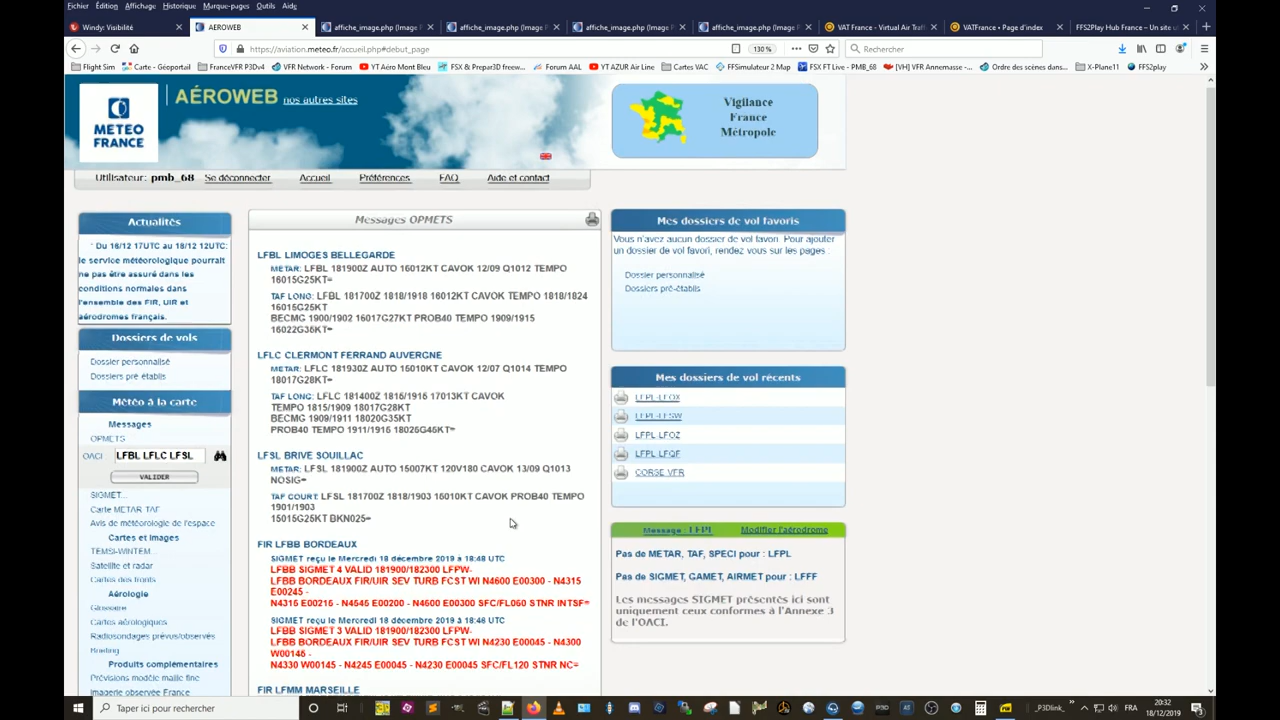 Fichier Édition Affichage Historique Marque-pages Outils Aide
Windy: Visibilité
AEROWEB
affiche_image.php (Image F
affiche_image.php (Image F
affiche_image.php (Image F
affiche_image.php (Image F
VAT France - Virtual Air Traf
VATFrance • Page d'index
FFS2Play Hub France – Un site c
https://aviation.meteo.fr/accueil.php#debut_page
130 %
Rechercher
Flight Sim
Carte - Géoportail
FranceVFR P3Dv4
VFR Network - Forum
YT Aéro Mont Bleu
FSX & Prepar3D freew...
Forum AAL
YT AZUR Air Line
Cartes VAC
FFSimulateur 2 Map
FSX FT Live - PMB_68
[VH] VFR Annemasse -...
Ordre des scènes dans...
X-Plane11
FFS2play
METEO
FRANCE
AÉROWEB nos autres sites
Vigilance
France
Métropole
Utilisateur: pmb_68 Se déconnecter Accueil Préférences FAQ Aide et contact
Actualités
" Du 16/12 17UTC au 18/12 12UTC:
le service météorologique pourrait
ne pas être assuré dans les
conditions normales dans
l'ensemble des FIR, UIR et
aérodromes français.
Dossiers de vols
Dossier personnalisé
Dossiers pré établis
Météo à la carte
Messages
OPMETS
OACI LFBL LFLC LFSL
VALIDER
SIGMET...
Carte METAR TAF
Avis de météorologie de l'espace
Cartes et images
TEMSI-WINTEM...
Satellite et radar
Cartes des fronts
Aérologie
Glossaire
Cartes aérologiques
Radiosondages prévus/observés
Briefing
Produits complémentaires
Prévisions modèle maille fine
Imagerie observée France
Messages OPMETS
LFBL LIMOGES BELLEGARDE
METAR: LFBL 181900Z AUTO 16012KT CAVOK 12/09 Q1012 TEMPO
16015G25KT=
TAF LONG: LFBL 181700Z 1818/1918 16012KT CAVOK TEMPO 1818/1824
16015G25KT
BECMG 1900/1902 16017G27KT PROB40 TEMPO 1909/1915
16022G35KT=
LFLC CLERMONT FERRAND AUVERGNE
METAR: LFLC 181930Z AUTO 15010KT CAVOK 12/07 Q1014 TEMPO
18017G28KT=
TAF LONG: LFLC 181400Z 1815/1915 17013KT CAVOK
TEMPO 1815/1909 18017G28KT
BECMG 1909/1911 18020G35KT
PROB40 TEMPO 1911/1915 18025G45KT=
LFSL BRIVE SOUILLAC
METAR: LFSL 181900Z AUTO 15007KT 120V180 CAVOK 13/09 Q1013
NOSIG=
TAF COURT: LFSL 181700Z 1818/1903 15010KT CAVOK PROB40 TEMPO
1901/1903
15015G25KT BKN025=
FIR LFBB BORDEAUX
SIGMET reçu le Mercredi 18 décembre 2019 à 18:48 UTC
LFBB SIGMET 4 VALID 181900/182300 LFPW-
LFBB BORDEAUX FIR/UIR SEV TURB FCST WI N4600 E00300 - N4315
E00245 -
N4315 E00215 - N4545 E00200 - N4600 E00300 SFC/FL050 STNR INTSF=
SIGMET reçu le Mercredi 18 décembre 2019 à 18:46 UTC
LFBB SIGMET 3 VALID 181900/182300 LFPW-
LFBB BORDEAUX FIR/UIR SEV TURB FCST WI N4230 E00045 - N4300
W00145 -
N4330 W00145 - N4245 E00045 - N4230 E00045 SFC/FL120 STNR NC=
FIR LFMM MARSEILLE
Mes dossiers de vol favoris
Vous n'avez aucun dossier de vol favori. Pour ajouter
un dossier de vol favori, rendez vous sur les pages :
Dossier personnalisé
Dossiers pré-établis
Mes dossiers de vol récents
LFPL-LFOX
LFPL-LFSW
LFPL LFOZ
LFPL LFQF
CORSE VFR
Message : LFPL Modifier l'aérodrome
Pas de METAR, TAF, SPECI pour : LFPL
Pas de SIGMET, GAMET, AIRMET pour : LFFF
Les messages SIGMET présentés ici sont
uniquement ceux conformes à l'Annexe 3
de l'OACI.
Taper ici pour rechercher
_P3Dlink_
FRA
20:32
18/12/2019